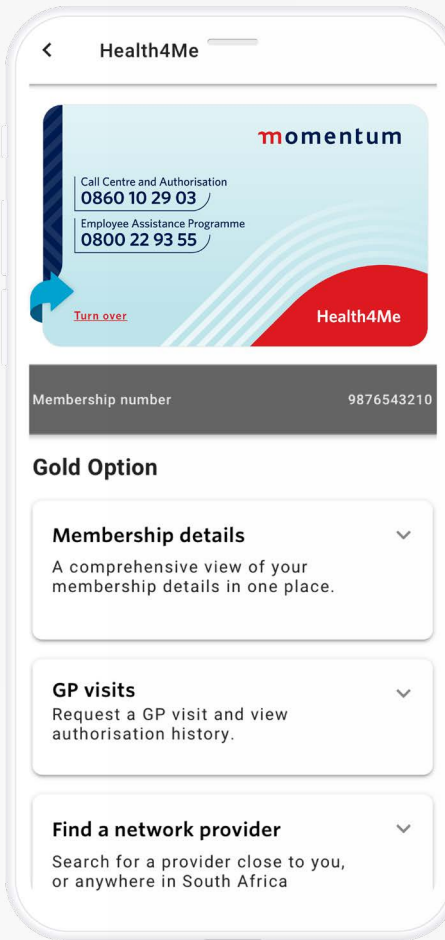 Health4Me
momentum
Call Centre and Authorisation
0860 10 29 03
Employee Assistance Programme
0800 22 93 55
Turn over
Health4Me
Membership number 9876543210
Gold Option
Membership details
A comprehensive view of your
membership details in one place.
GP visits
Request a GP visit and view
authorisation history.
Find a network provider
Search for a provider close to you,
or anywhere in South Africa